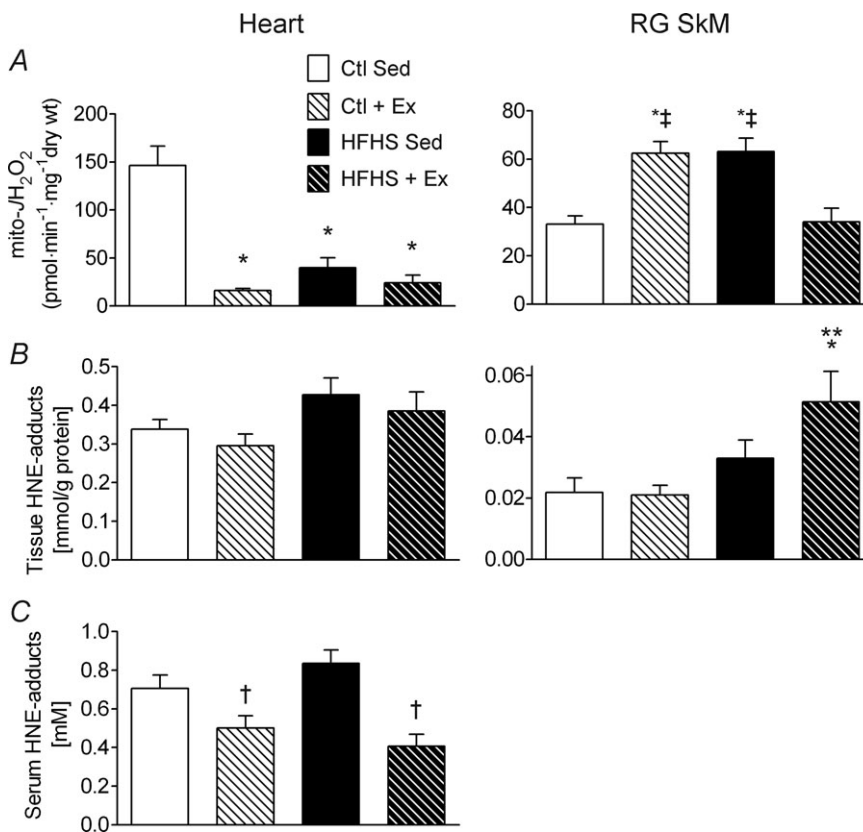 Heart
RG SkM
A
Ctl Sed
Ctl + Ex
HFHS Sed
HFHS + Ex
mito-JH₂O₂
(pmol·min⁻¹·mg⁻¹dry wt)
200
150
100
50
0
*
*
*
80
60
40
20
0
*‡
*‡
B
Tissue HNE-adducts
[mmol/g protein]
0.5
0.4
0.3
0.2
0.1
0.0
0.06
0.04
0.02
0.00
**
*
C
Serum HNE-adducts
[mM]
1.0
0.8
0.6
0.4
0.2
0.0
†
†